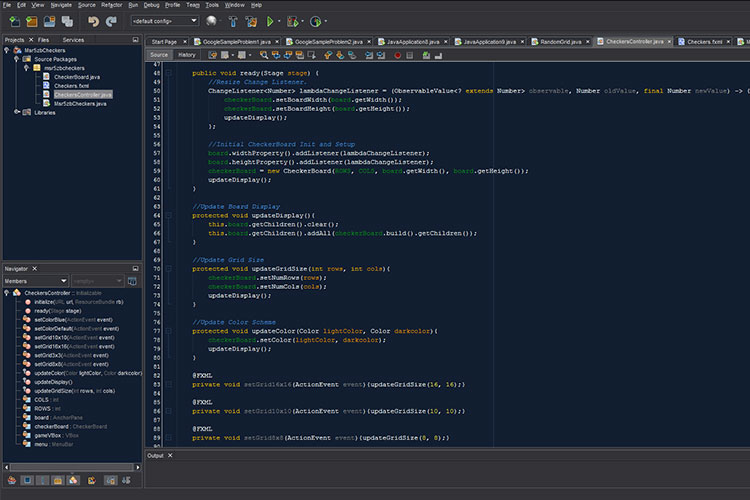 File Edit View Navigate Source Refactor Run Debug Profile Team Tools Window Help
<default config>
Projects Files Services
Start Page GoogleSampleProblem1.java GoogleSampleProblem2.java JavaApplication8.java JavaApplication9.java RandomGrid.java CheckersController.java Checkers.fxml
Source History
Msr5zbCheckers
Source Packages
msr5zbcheckers
CheckerBoard.java
Checkers.fxml
CheckersController.java
Msr5zbCheckers.java
Libraries
47
48 public void ready(Stage stage) {
49 //Resize Change Listener.
50 ChangeListener<Number> lambdaChangeListener = (ObservableValue<? extends Number> observable, Number oldValue, final Number newValue) -> {
51 checkerBoard.setBoardWidth(board.getWidth());
52 checkerBoard.setBoardHeight(board.getHeight());
53 updateDisplay();
54 };
55
56 //Initial CheckerBoard Init and Setup
57 board.widthProperty().addListener(lambdaChangeListener);
58 board.heightProperty().addListener(lambdaChangeListener);
59 checkerBoard = new CheckerBoard(ROWS, COLS, board.getWidth(), board.getHeight());
60 updateDisplay();
61 }
62
63 //Update Board Display
64 protected void updateDisplay(){
65 this.board.getChildren().clear();
66 this.board.getChildren().addAll(checkerBoard.build().getChildren());
67 }
68
69 //Update Grid Size
70 protected void updateGridSize(int rows, int cols){
71 checkerBoard.setNumRows(rows);
72 checkerBoard.setNumCols(cols);
73 updateDisplay();
74 }
75
76 //Update Color Scheme
77 protected void updateColor(Color lightColor, Color darkcolor){
78 checkerBoard.setColor(lightColor, darkcolor);
79 updateDisplay();
80 }
81
82 @FXML
83 private void setGrid16x16(ActionEvent event){updateGridSize(16, 16);}
84
85 @FXML
86 private void setGrid10x10(ActionEvent event){updateGridSize(10, 10);}
87
88 @FXML
89 private void setGrid8x8(ActionEvent event){updateGridSize(8, 8);}
Navigator
Members <empty>
CheckersController :: Initializable
initialize(URL url, ResourceBundle rb)
ready(Stage stage)
setColorBlue(ActionEvent event)
setColorDefault(ActionEvent event)
setGrid10x10(ActionEvent event)
setGrid16x16(ActionEvent event)
setGrid3x3(ActionEvent event)
setGrid8x8(ActionEvent event)
updateColor(Color lightColor, Color darkcolor)
updateDisplay()
updateGridSize(int rows, int cols)
COLS : int
ROWS : int
board : AnchorPane
checkerBoard : CheckerBoard
gameVBox : VBox
menu : MenuBar
Output